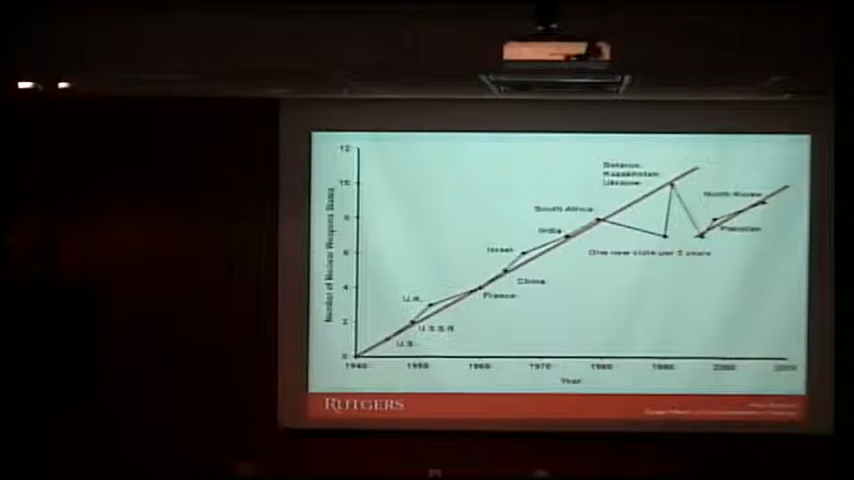 12
10
8
6
4
2
0
Number of Nuclear Weapons States
Belarus,
Kazakhstan,
Ukraine
North Korea
South Africa
Pakistan
India
Israel
One new state per 5 years
China
France
U.K.
U.S.S.R.
U.S.
1940 1950 1960 1970 1980 1990 2000 2010
Year
RUTGERS